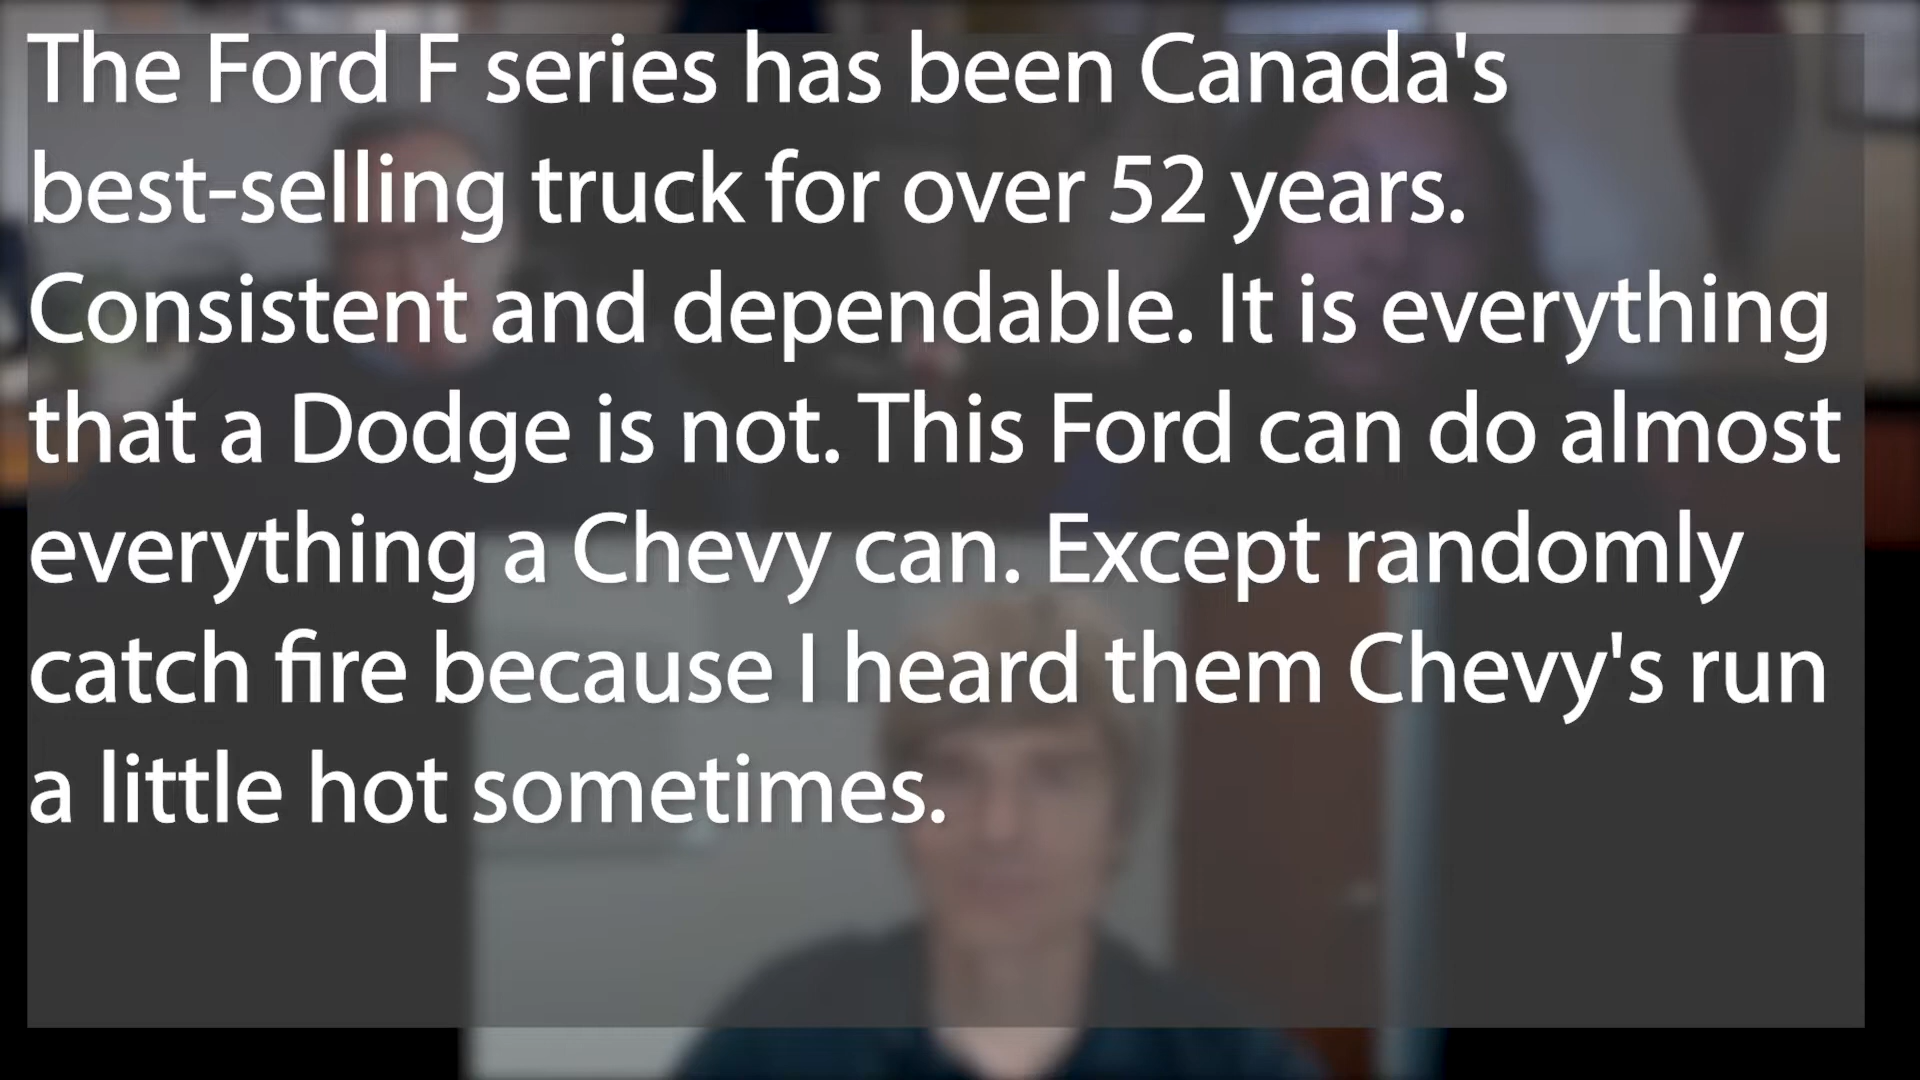 The Ford F series has been Canada's
best-selling truck for over 52 years.
Consistent and dependable. It is everything
that a Dodge is not. This Ford can do almost
everything a Chevy can. Except randomly
catch fire because I heard them Chevy's run
a little hot sometimes.